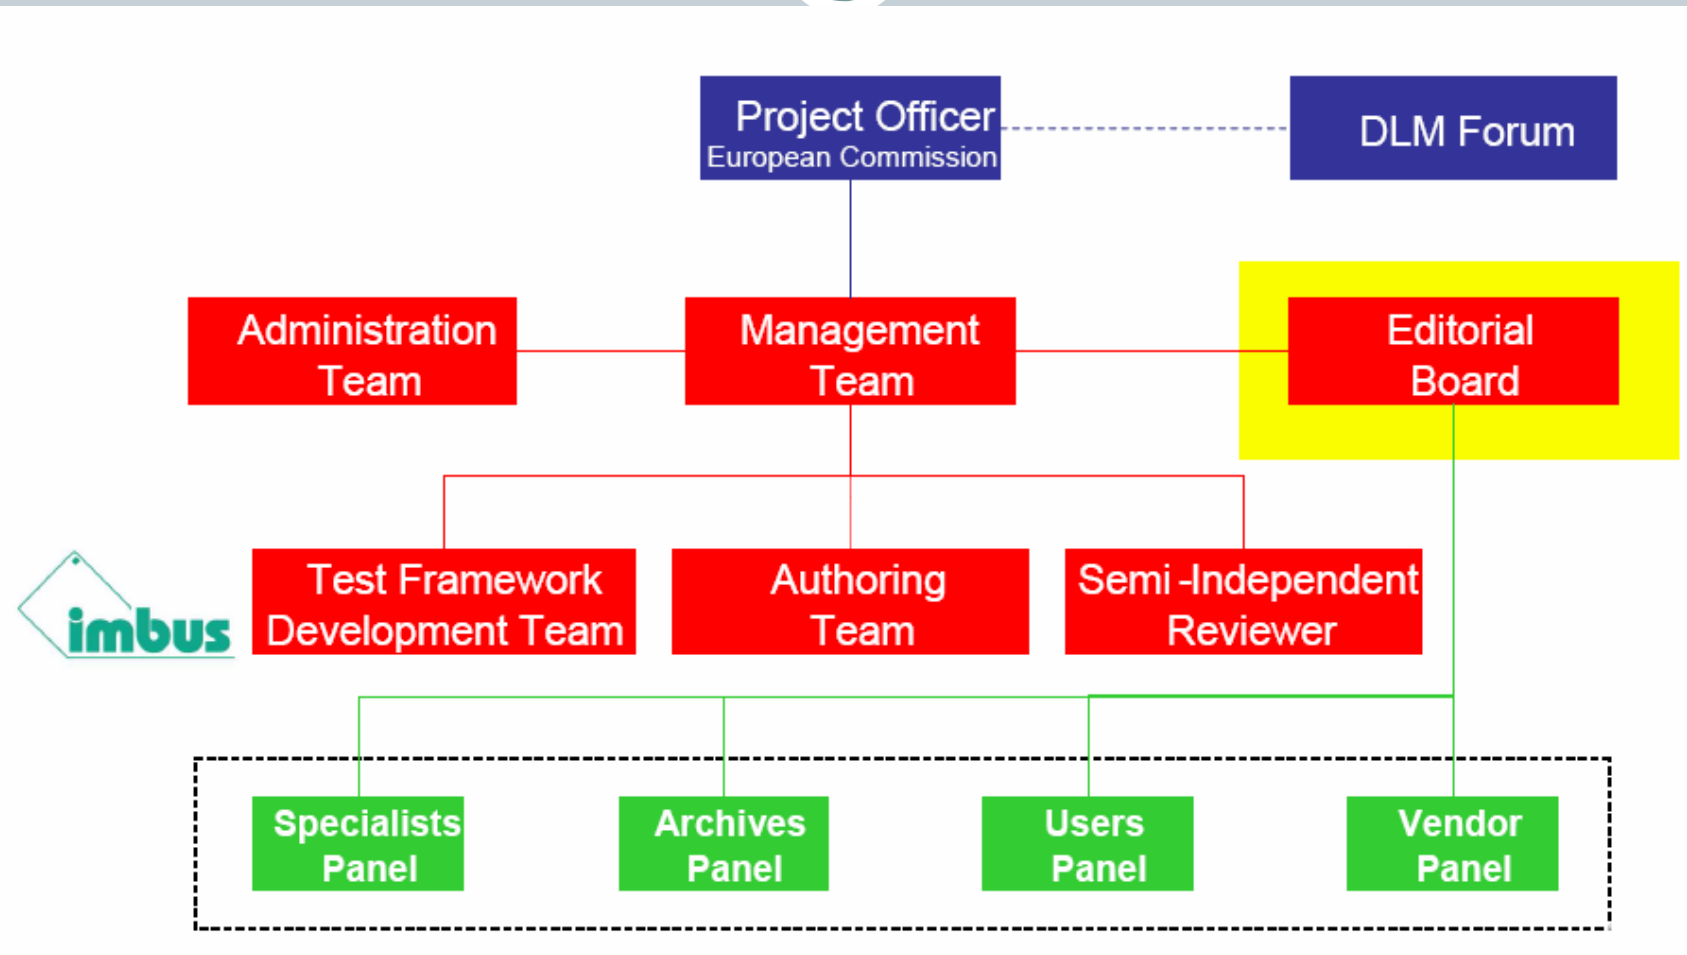 Project Officer
European Commission
DLM Forum
Administration
Team
Management
Team
Editorial
Board
imbus
Test Framework
Development Team
Authoring
Team
Semi-Independent
Reviewer
Specialists
Panel
Archives
Panel
Users
Panel
Vendor
Panel